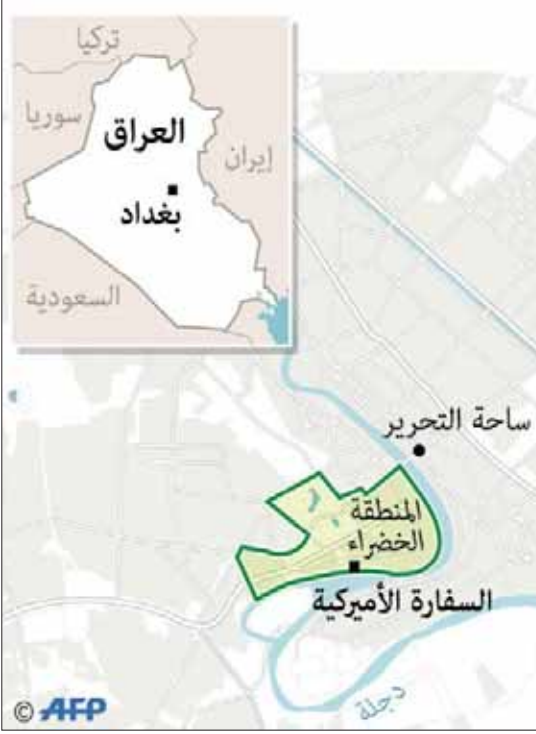 تركيا
سوريا
العراق
إيران
بغداد
السعودية
ساحة التحرير
المنطقة
الخضراء
السفارة الأميركية
دجلة
© AFP